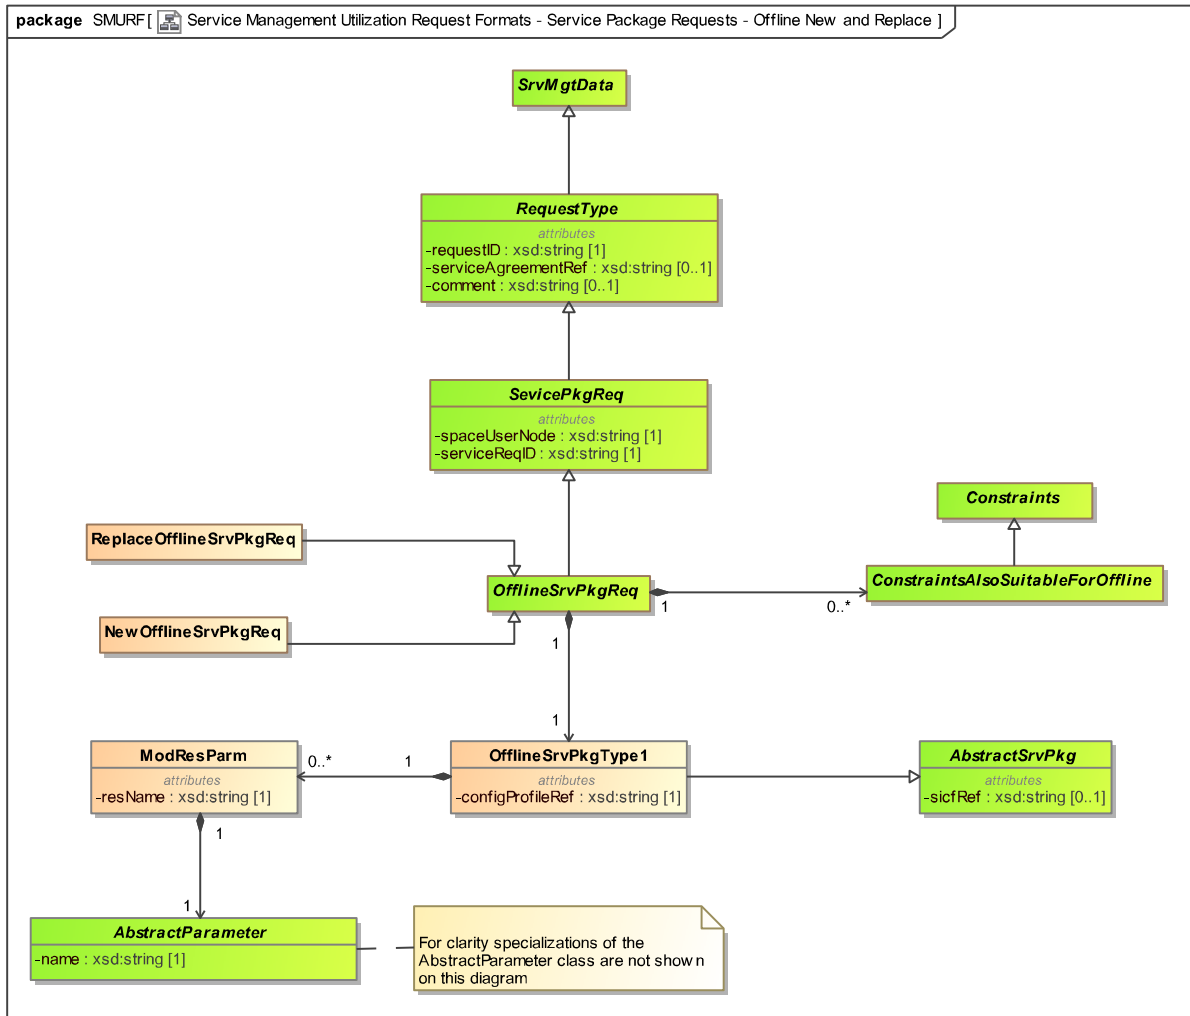 package SMURF[ Service Management Utilization Request Formats - Service Package Requests - Offline New and Replace ]
SrvMgtData
RequestType
attributes
-requestID : xsd:string [1]
-serviceAgreementRef : xsd:string [0..1]
-comment : xsd:string [0..1]
SevicePkgReq
attributes
-spaceUserNode : xsd:string [1]
-serviceReqID : xsd:string [1]
Constraints
ReplaceOfflineSrvPkgReq
ConstraintsAlsoSuitableForOffline
OfflineSrvPkgReq
1
0..*
NewOfflineSrvPkgReq
1
1
ModResParm
attributes
-resName : xsd:string [1]
0..*
1
OfflineSrvPkgType1
attributes
-configProfileRef : xsd:string [1]
AbstractSrvPkg
attributes
-sicfRef : xsd:string [0..1]
1
1
AbstractParameter
-name : xsd:string [1]
For clarity specializations of the
AbstractParameter class are not shown
on this diagram